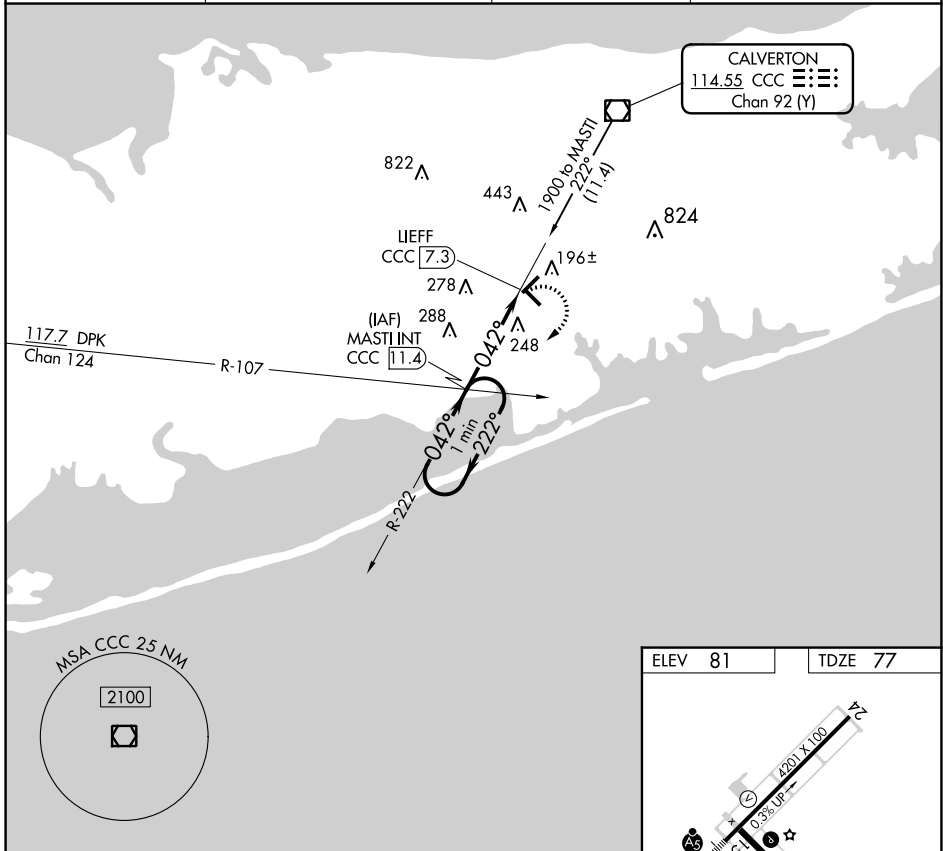 CALVERTON
114.55 CCC
Chan 92 (Y)
1900 to MASTI
222°
(11.4)
822
443
824
LIEFF
CCC 7.3
196±
278
(IAF)
MASTI INT
CCC 11.4
288
248
117.7 DPK
Chan 124
R-107
042°
042°
1 min
222°
R-222
MSA CCC 25 NM
2100
ELEV 81
TDZE 77
24
4201 X 100
0.3% UP
V
X
A5
P